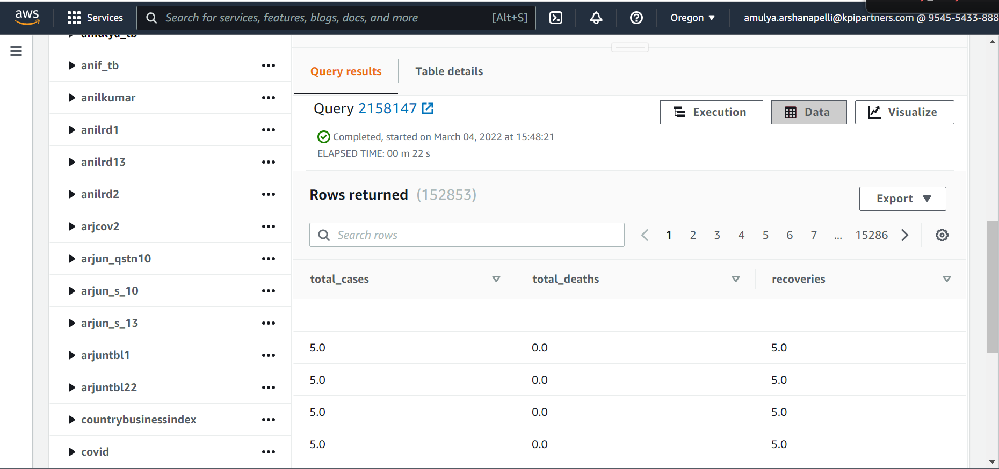 aws Services Search for services, features, blogs, docs, and more [Alt+S] Oregon ▼ amulya.arshanapelli@kpipartners.com @ 9545-5433-888
amulya_tb
anif_tb
anilkumar
anilrd1
anilrd13
anilrd2
arjcov2
arjun_qstn10
arjun_s_10
arjun_s_13
arjuntbl1
arjuntbl22
countrybusinessindex
covid
Query results Table details
Query 2158147
Execution Data Visualize
Completed, started on March 04, 2022 at 15:48:21
ELAPSED TIME: 00 m 22 s
Rows returned (152853)
Export ▼
Search rows
1 2 3 4 5 6 7 ... 15286
total_cases total_deaths recoveries
5.0 0.0 5.0
5.0 0.0 5.0
5.0 0.0 5.0
5.0 0.0 5.0